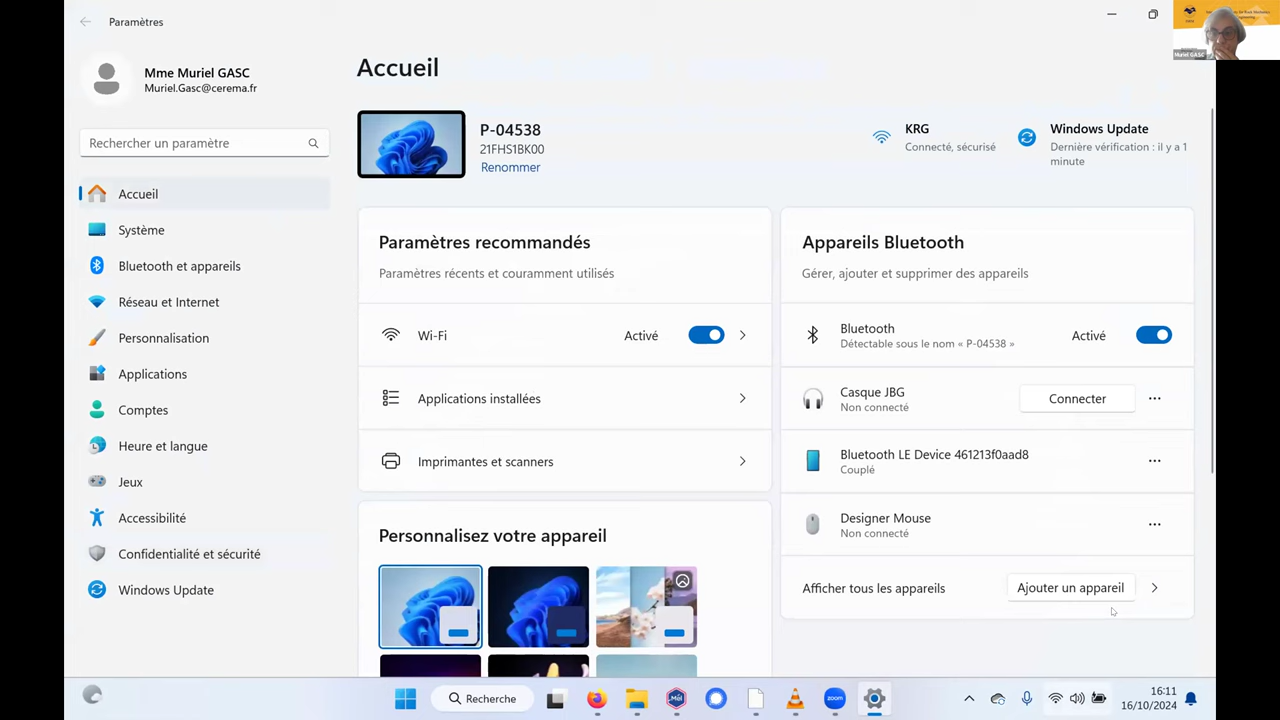 Paramètres
Muriel GASC
Mme Muriel GASC
Muriel.Gasc@cerema.fr
Rechercher un paramètre
Accueil
Système
Bluetooth et appareils
Réseau et Internet
Personnalisation
Applications
Comptes
Heure et langue
Jeux
Accessibilité
Confidentialité et sécurité
Windows Update
Accueil
P-04538
21FHS1BK00
Renommer
KRG
Connecté, sécurisé
Windows Update
Dernière vérification : il y a 1
minute
Paramètres recommandés
Paramètres récents et couramment utilisés
Wi-Fi
Activé
Applications installées
Imprimantes et scanners
Personnalisez votre appareil
Appareils Bluetooth
Gérer, ajouter et supprimer des appareils
Bluetooth
Détectable sous le nom « P-04538 »
Activé
Casque JBG
Non connecté
Connecter
Bluetooth LE Device 461213f0aad8
Couplé
Designer Mouse
Non connecté
Afficher tous les appareils
Ajouter un appareil
Recherche
zoom
16:11
16/10/2024